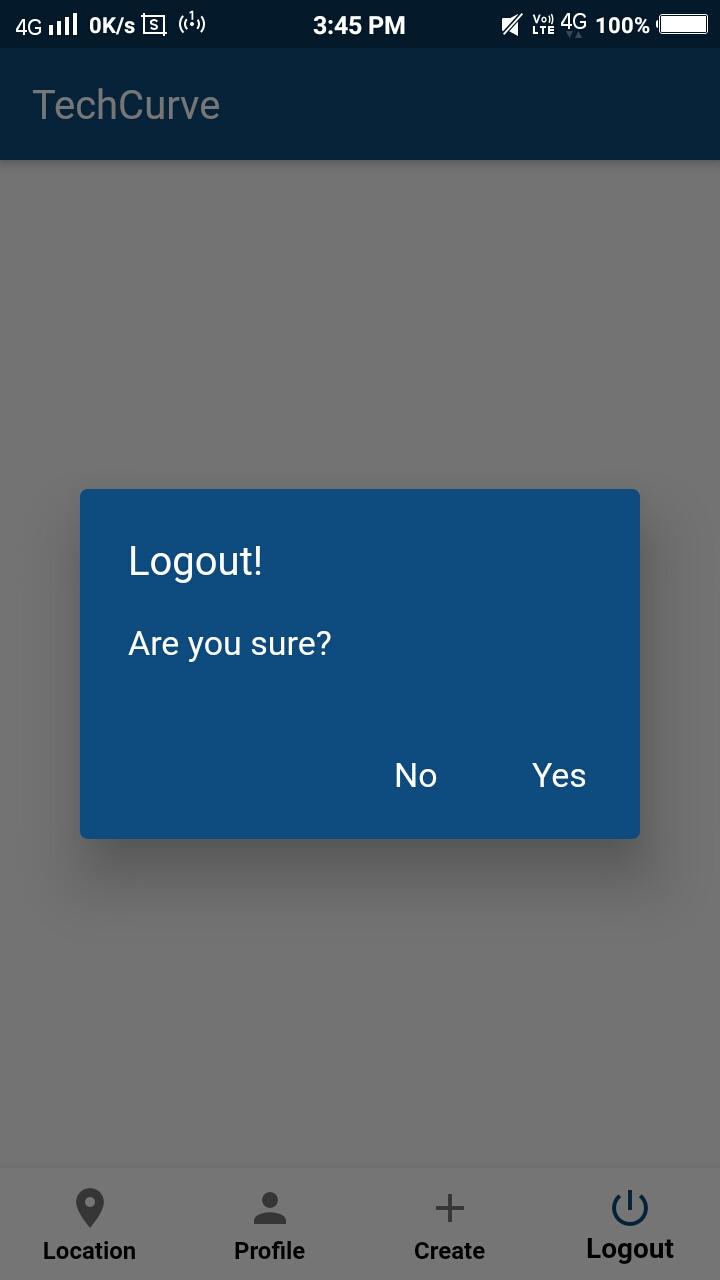 4G 0K/s S 1 3:45 PM Vo)) LTE 4G 100%
TechCurve
Logout!
Are you sure?
No Yes
Location Profile Create Logout